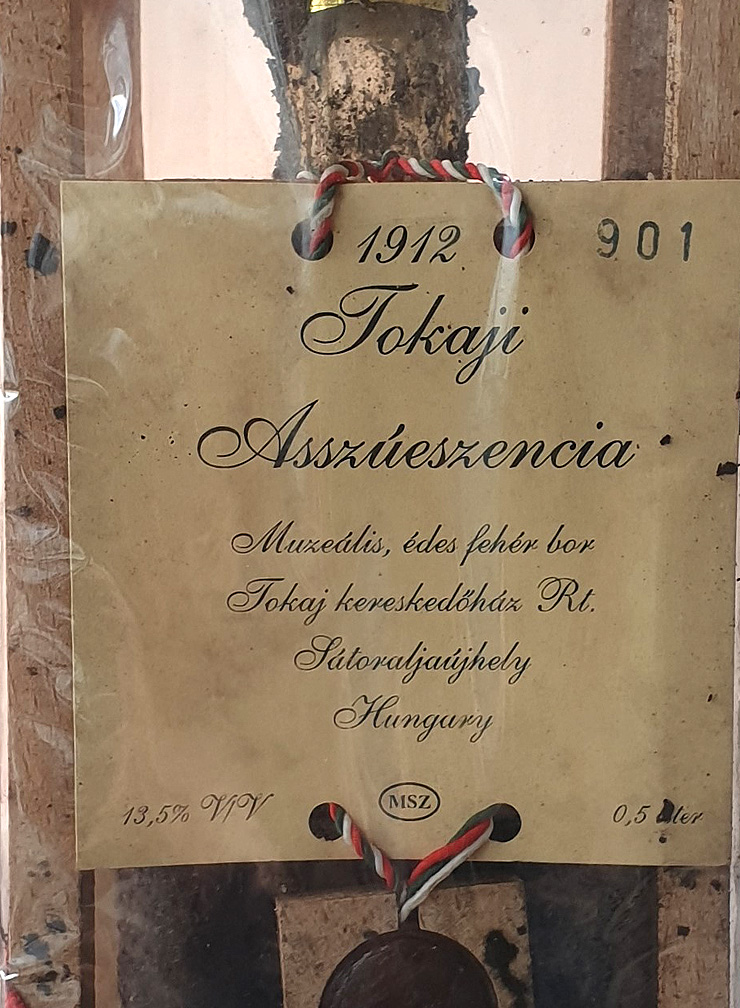 1912
901
Tokaji
Asszúeszencia
Muzeális, édes fehér bor
Tokaj kereskedőház Rt.
Sátoraljaújhely
Hungary
13,5% V/V
MSZ
0,5 liter